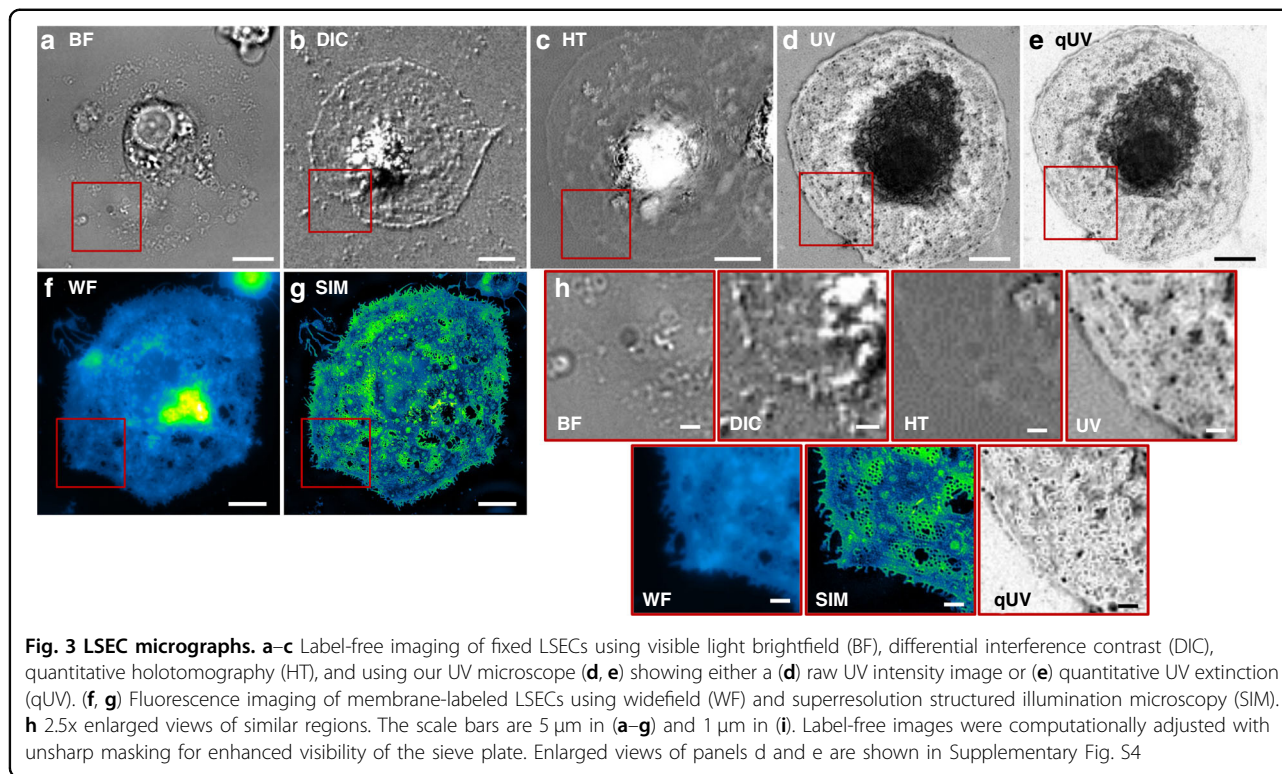 a BF
b DIC
c HT
d UV
e qUV
f WF
g SIM
h
BF
DIC
HT
UV
WF
SIM
qUV
Fig. 3 LSEC micrographs. a–c Label-free imaging of fixed LSECs using visible light brightfield (BF), differential interference contrast (DIC),
quantitative holotomography (HT), and using our UV microscope (d, e) showing either a (d) raw UV intensity image or (e) quantitative UV extinction
(qUV). (f, g) Fluorescence imaging of membrane-labeled LSECs using widefield (WF) and superresolution structured illumination microscopy (SIM).
h 2.5x enlarged views of similar regions. The scale bars are 5 µm in (a–g) and 1 µm in (i). Label-free images were computationally adjusted with
unsharp masking for enhanced visibility of the sieve plate. Enlarged views of panels d and e are shown in Supplementary Fig. S4